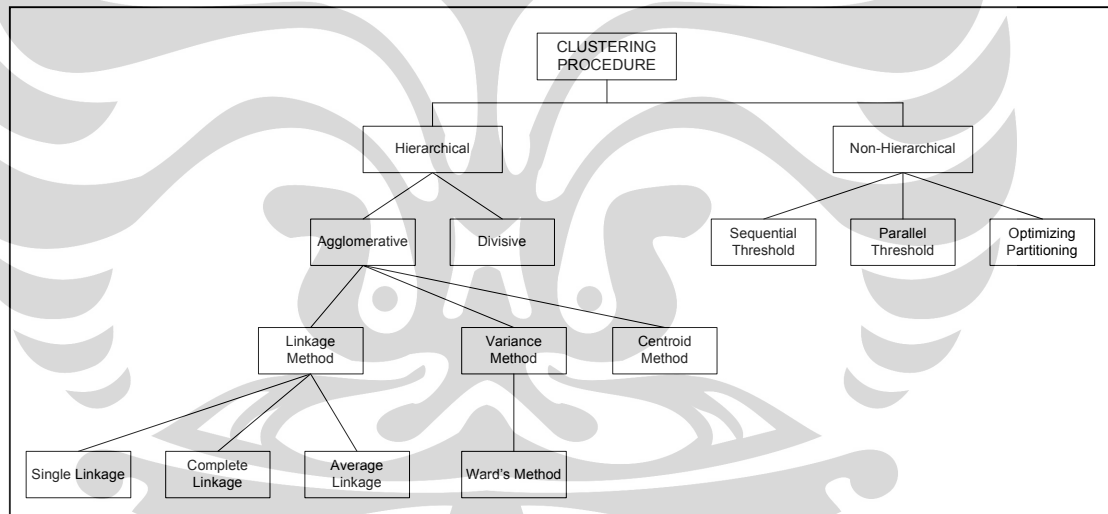 CLUSTERING
PROCEDURE
Hierarchical
Non-Hierarchical
Agglomerative
Divisive
Sequential
Threshold
Parallel
Threshold
Optimizing
Partitioning
Linkage
Method
Variance
Method
Centroid
Method
Single Linkage
Complete
Linkage
Average
Linkage
Ward's Method